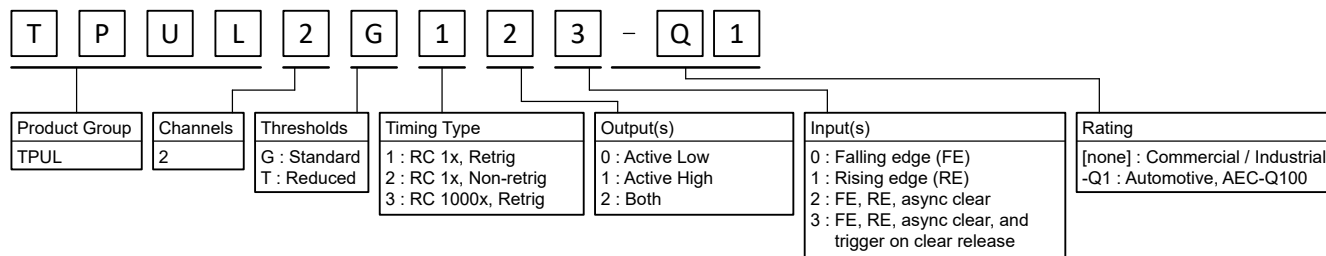 T P U L 2 G 1 2 3 - Q 1
Product Group
TPUL
Channels
2
Thresholds
G : Standard
T : Reduced
Timing Type
1 : RC 1x, Retrig
2 : RC 1x, Non-retrig
3 : RC 1000x, Retrig
Output(s)
0 : Active Low
1 : Active High
2 : Both
Input(s)
0 : Falling edge (FE)
1 : Rising edge (RE)
2 : FE, RE, async clear
3 : FE, RE, async clear, and
trigger on clear release
Rating
[none] : Commercial / Industrial
-Q1 : Automotive, AEC-Q100